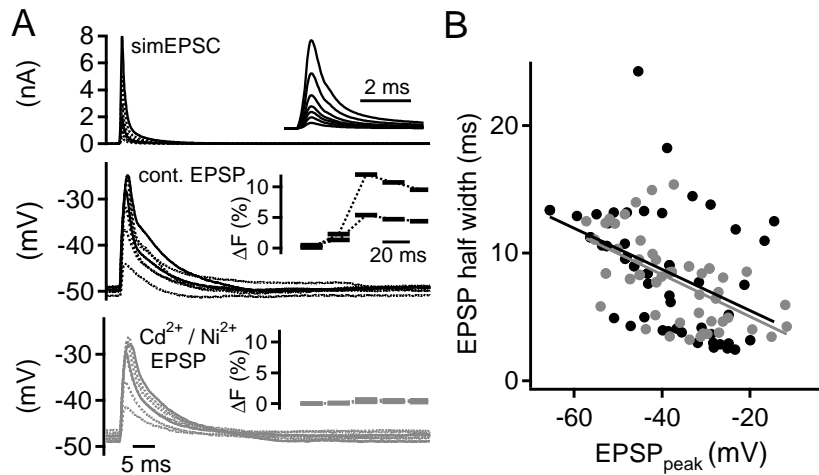 A
simEPSC
(nA)
8
6
4
2
0
2 ms
cont. EPSP
(mV)
-30
-40
-50
ΔF (%)
10
5
0
20 ms
Cd2+ / Ni2+
EPSP
(mV)
-30
-40
-50
ΔF (%)
10
5
0
5 ms
B
EPSP half width (ms)
20
10
0
-60 -40 -20
EPSPpeak (mV)